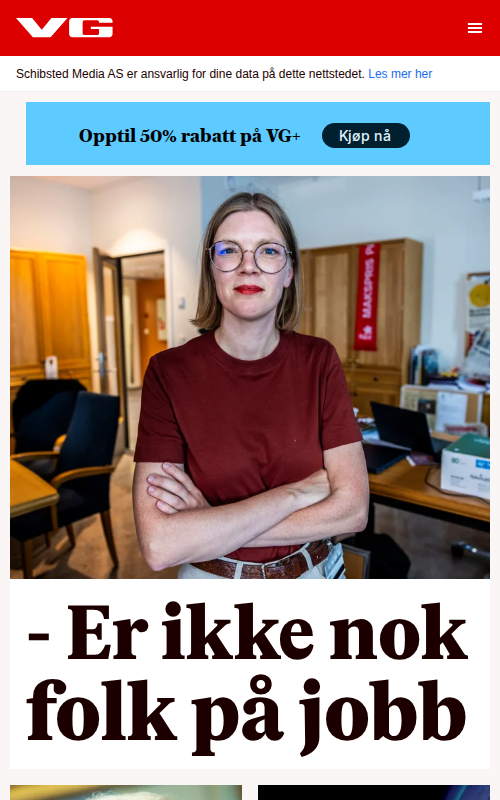 VG
Schibsted Media AS er ansvarlig for dine data på dette nettstedet. Les mer her
Opptil 50% rabatt på VG+ Kjøp nå
MAKSPRIS
- Er ikke nok
folk på jobb